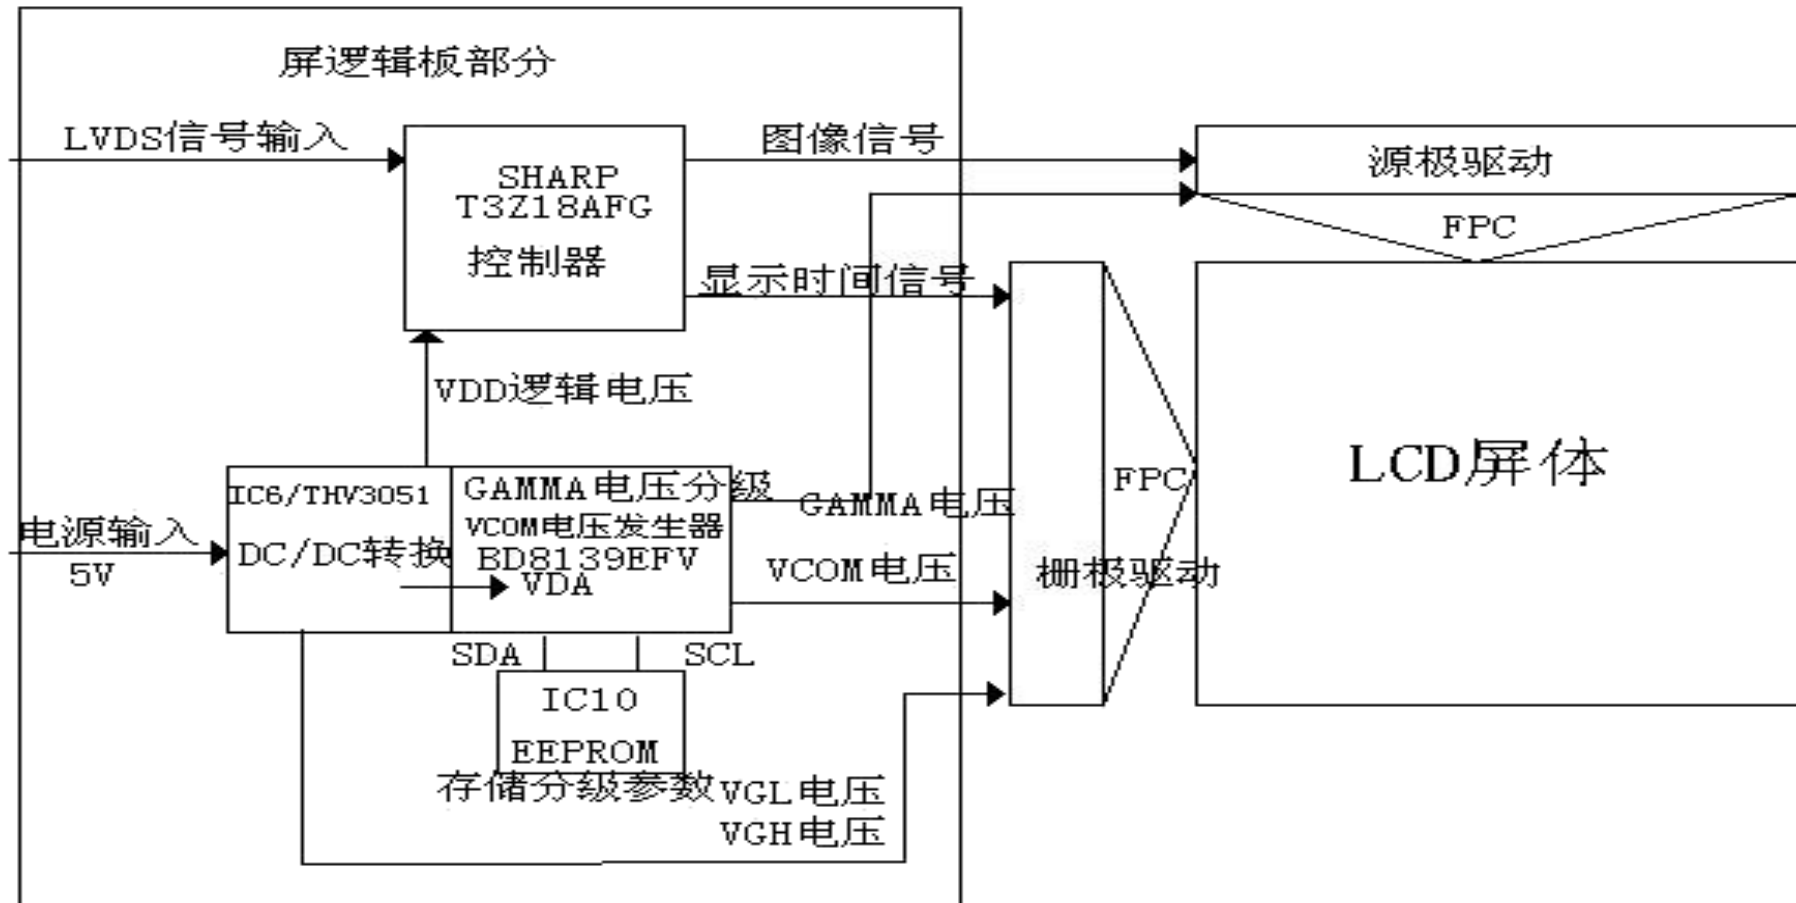 屏逻辑板部分
LVDS信号输入
图像信号
SHARP
T3Z18AFG
控制器
源极驱动
FPC
显示时间信号
VDD逻辑电压
LCD屏体
FPC
IC6/THV3051
DC/DC转换
GAMMA电压分级
VCOM电压发生器
BD8139EFV
VDA
GAMMA电压
电源输入
5V
VCOM电压
栅极驱动
SDA
SCL
IC10
EEPROM
存储分级参数
VGL电压
VGH电压